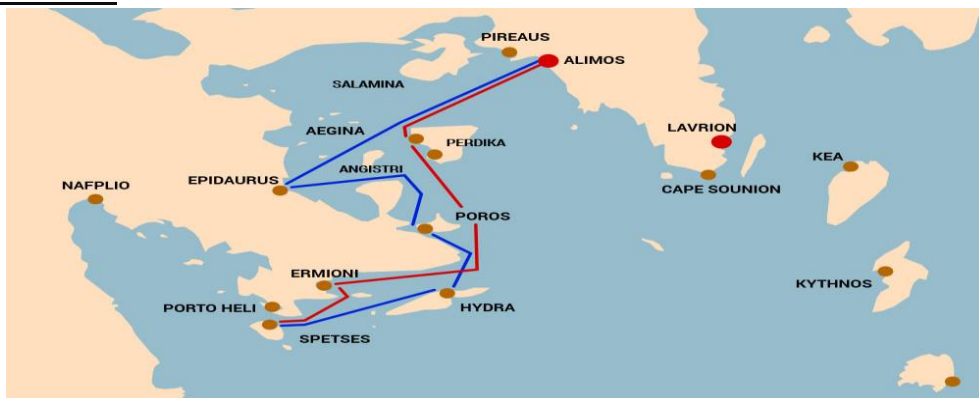 PIREAUS
ALIMOS
SALAMINA
AEGINA
PERDIKA
LAVRION
KEA
ANGISTRI
EPIDAURUS
NAFPLIO
CAPE SOUNION
POROS
ERMIONI
KYTHNOS
PORTO HELI
HYDRA
SPETSES